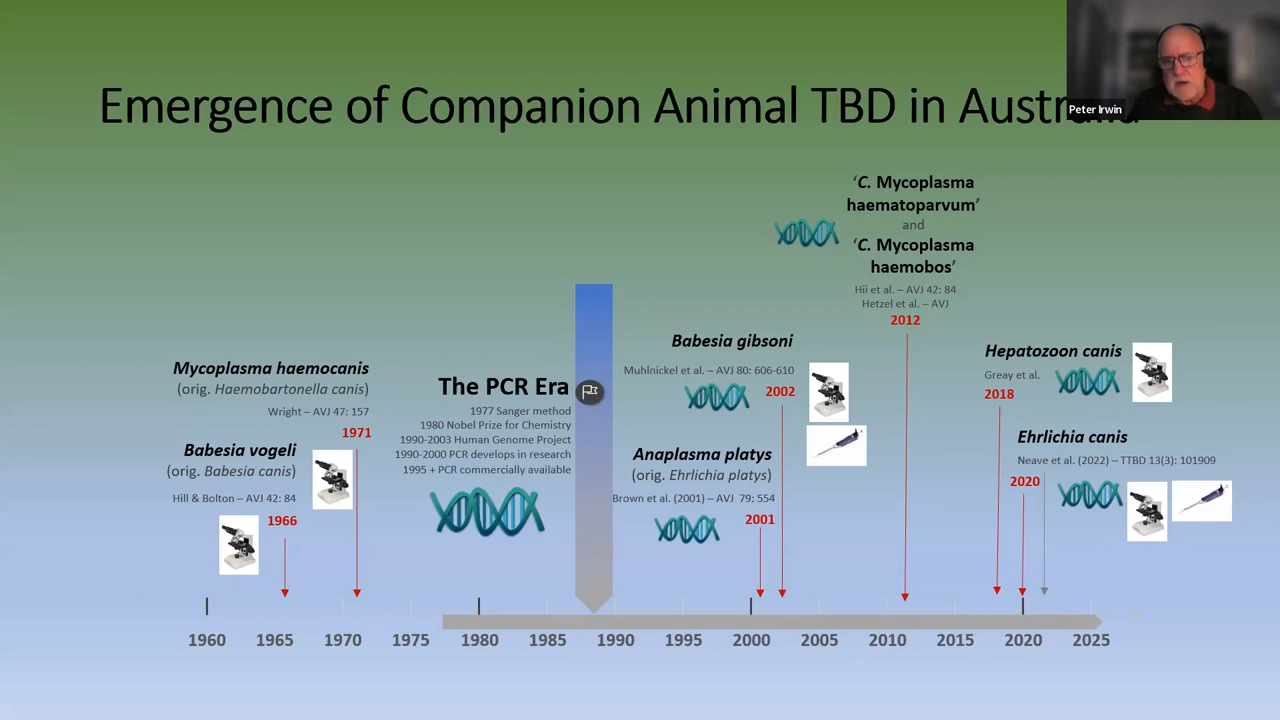 Emergence of Companion Animal TBD in Australia
Peter Irwin
'C. Mycoplasma
haematoparvum'
and
'C. Mycoplasma
haemobos'
Hii et al. – AVJ 42: 84
Hetzel et al. – AVJ
2012
Mycoplasma haemocanis
(orig. Haemobartonella canis)
Wright – AVJ 47: 157
1971
Babesia vogeli
(orig. Babesia canis)
Hill & Bolton – AVJ 42: 84
1966
The PCR Era
1977 Sanger method
1980 Nobel Prize for Chemistry
1990-2003 Human Genome Project
1990-2000 PCR develops in research
1995 + PCR commercially available
Babesia gibsoni
Muhlnickel et al. – AVJ 80: 606-610
2002
Anaplasma platys
(orig. Ehrlichia platys)
Brown et al. (2001) – AVJ 79: 554
2001
Hepatozoon canis
Greay et al.
2018
Ehrlichia canis
Neave et al. (2022) – TTBD 13(3): 101909
2020
1960 1965 1970 1975 1980 1985 1990 1995 2000 2005 2010 2015 2020 2025